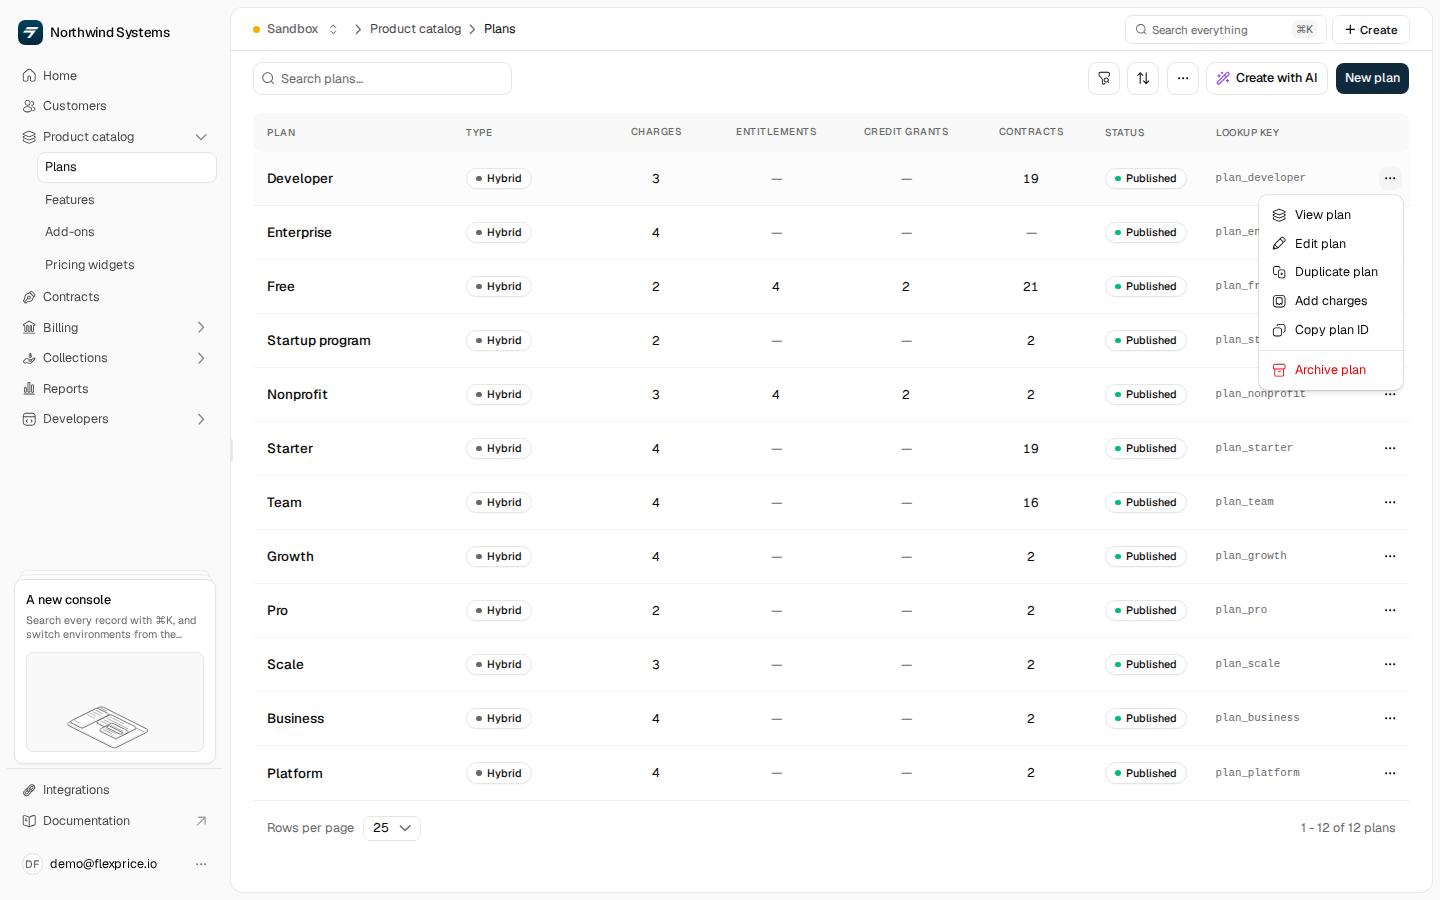 Northwind Systems
Home
Customers
Product catalog
Plans
Features
Add-ons
Pricing widgets
Contracts
Billing
Collections
Reports
Developers
A new console
Search every record with ⌘K, and
switch environments from the…
Integrations
Documentation
DF demo@flexprice.io
Sandbox Product catalog Plans
Search everything ⌘K
Create
Search plans...
Create with AI
New plan
PLAN TYPE CHARGES ENTITLEMENTS CREDIT GRANTS CONTRACTS STATUS LOOKUP KEY
Developer Hybrid 3 — — 19 Published plan_developer
Enterprise Hybrid 4 — — — Published
Free Hybrid 2 4 2 21 Published
Startup program Hybrid 2 — — 2 Published
Nonprofit Hybrid 3 4 2 2 Published plan_nonprofit
Starter Hybrid 4 — — 19 Published plan_starter
Team Hybrid 4 — — 16 Published plan_team
Growth Hybrid 4 — — 2 Published plan_growth
Pro Hybrid 2 — — 2 Published plan_pro
Scale Hybrid 3 — — 2 Published plan_scale
Business Hybrid 4 — — 2 Published plan_business
Platform Hybrid 4 — — 2 Published plan_platform
View plan
Edit plan
Duplicate plan
Add charges
Copy plan ID
Archive plan
Rows per page 25
1 - 12 of 12 plans